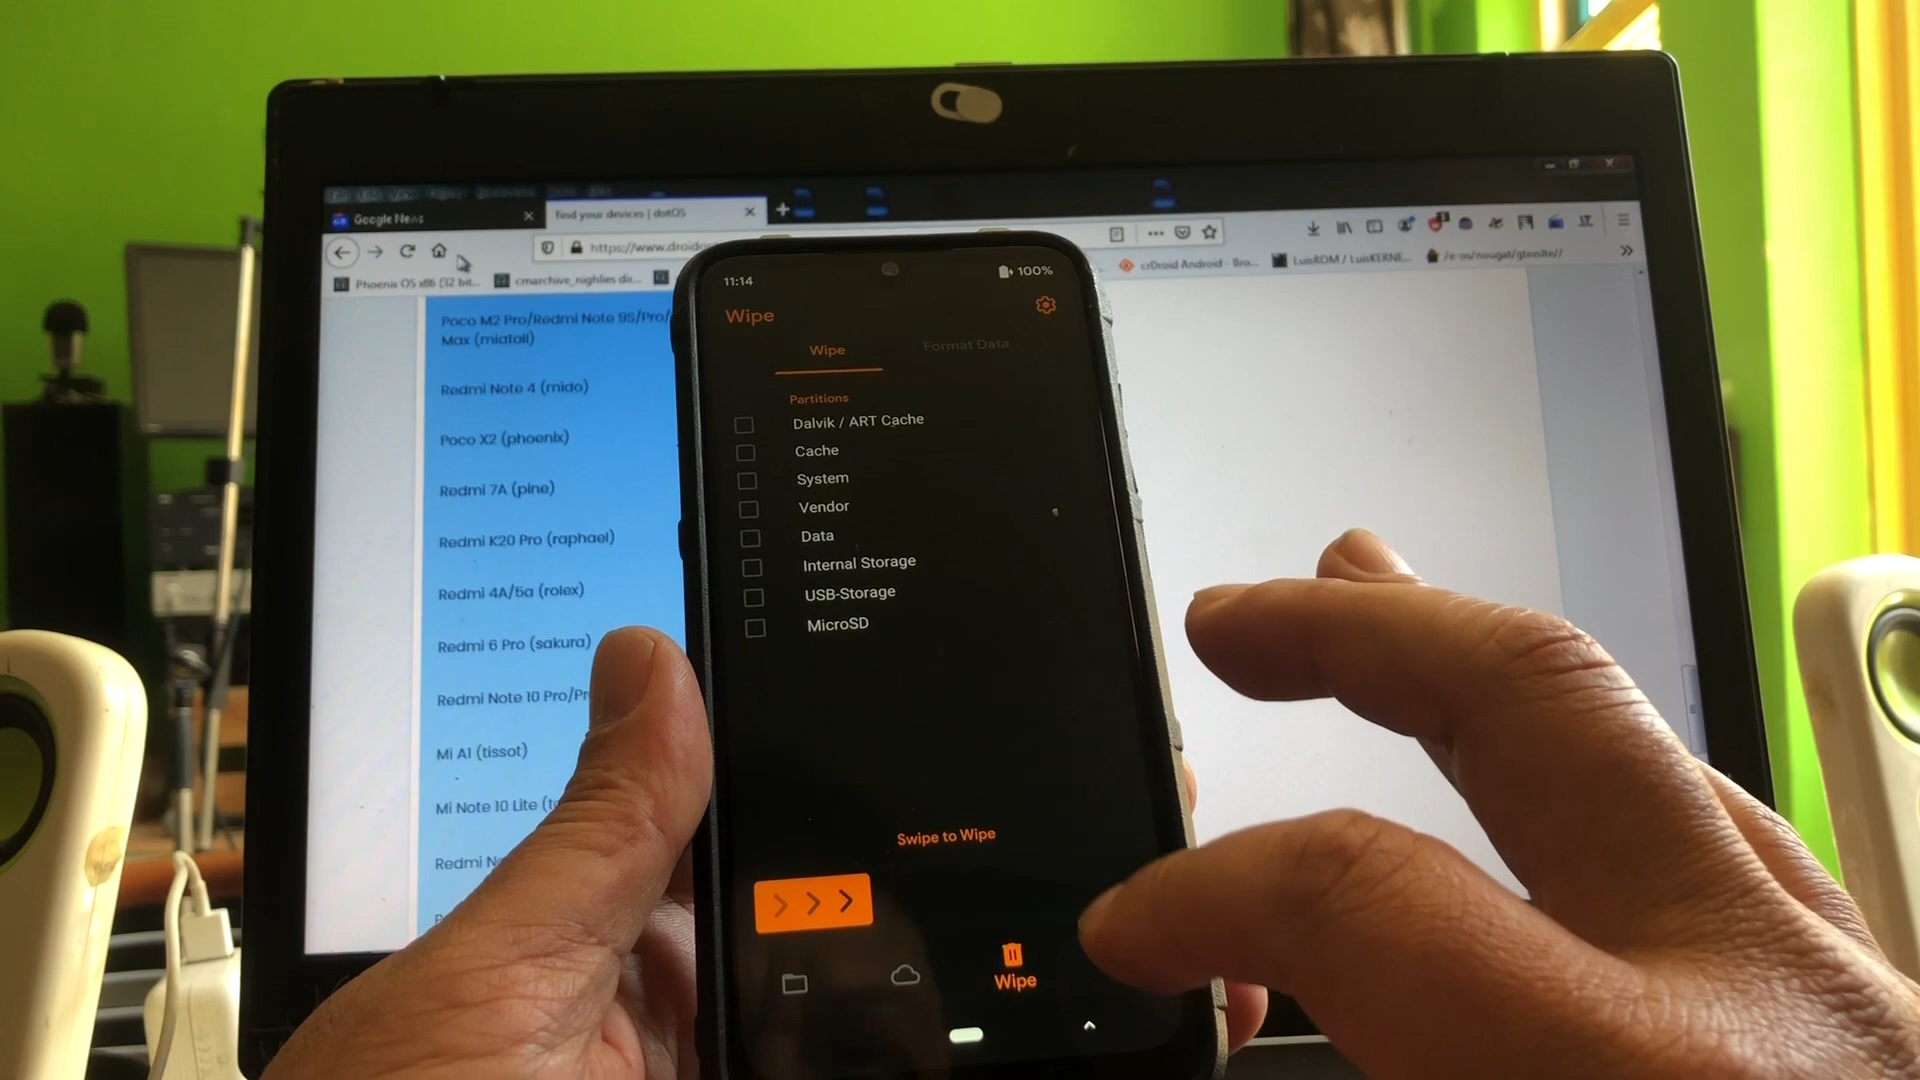 Google News
find your devices | dotOS
https://www.droido
Phoenix OS x86 (32 bit...
cmarchive_nighlies dir...
crDroid Android - Bro...
LuisROM / LuisKERNE...
/e-os/nougat/gtexslte//
Poco M2 Pro/Redmi Note 9S/Pro/
Max (miatoll)
Redmi Note 4 (mido)
Poco X2 (phoenix)
Redmi 7A (pine)
Redmi K20 Pro (raphael)
Redmi 4A/5a (rolex)
Redmi 6 Pro (sakura)
Redmi Note 10 Pro/Pr
Mi A1 (tissot)
Mi Note 10 Lite
Redmi
11:14
100%
Wipe
Wipe
Format Data
Partitions
Dalvik / ART Cache
Cache
System
Vendor
Data
Internal Storage
USB-Storage
MicroSD
Swipe to Wipe
Wipe